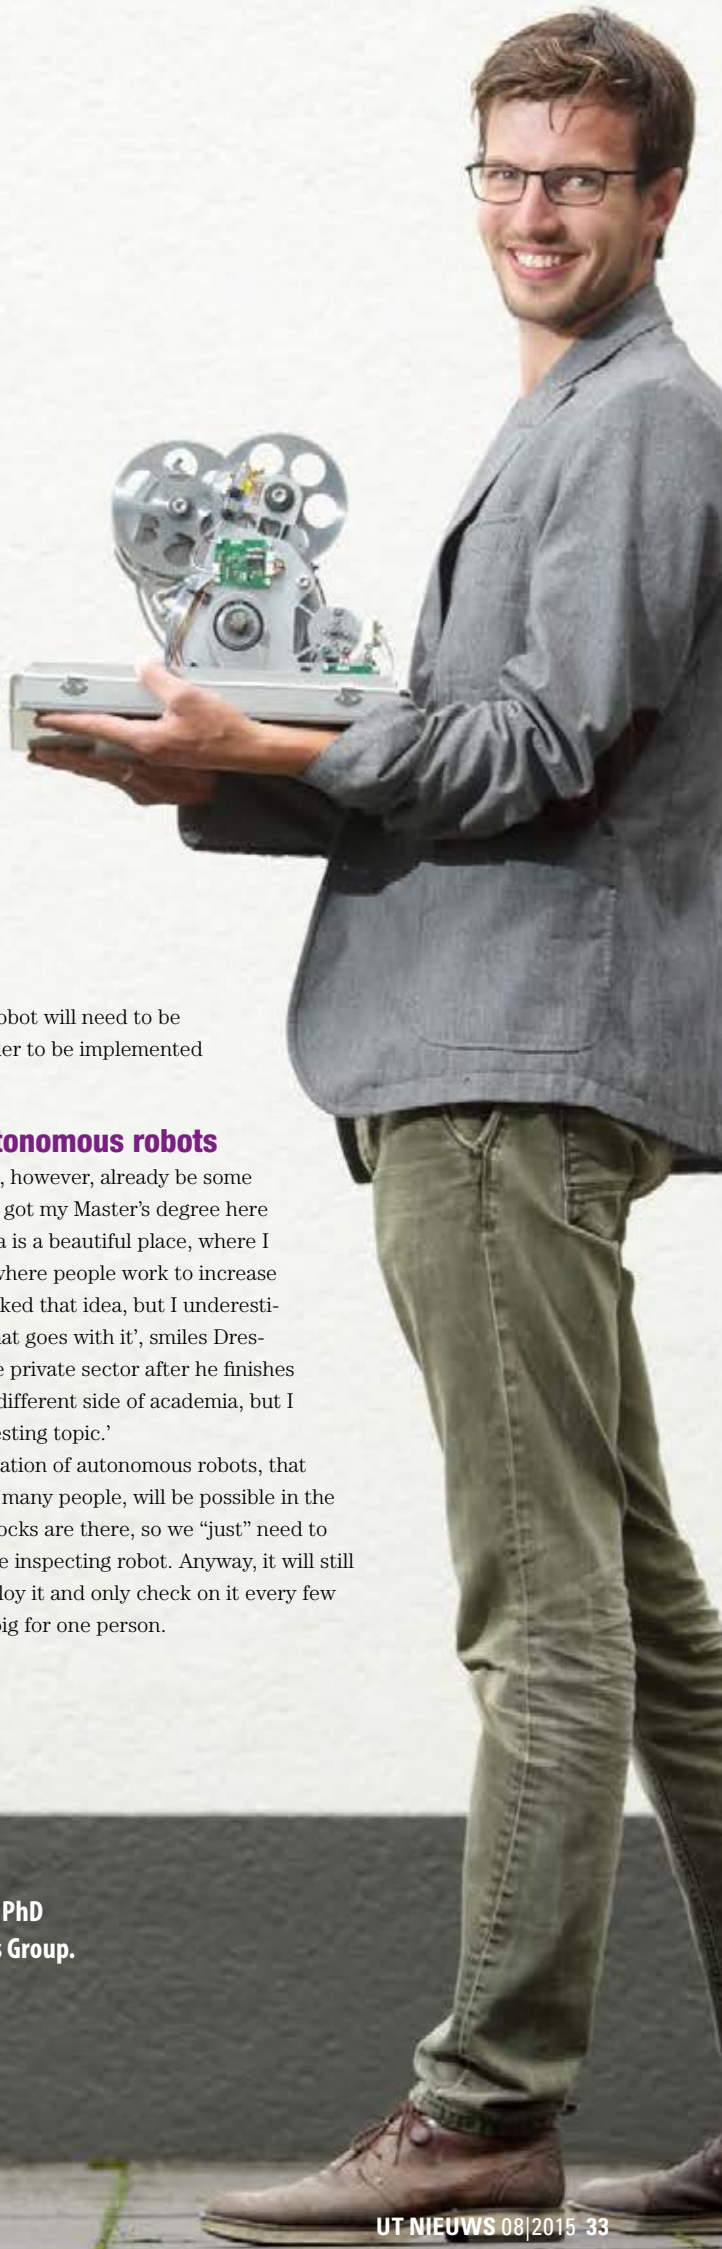 obot will need to be
er to be implemented
tonomous robots
, however, already be some
got my Master's degree here
a is a beautiful place, where I
where people work to increase
ked that idea, but I underesti-
hat goes with it', smiles Dres-
e private sector after he finishes
different side of academia, but I
esting topic.'
ation of autonomous robots, that
many people, will be possible in the
ocks are there, so we “just” need to
e inspecting robot. Anyway, it will still
loy it and only check on it every few
big for one person.
PhD
s Group.
UT NIEUWS 08|2015 33